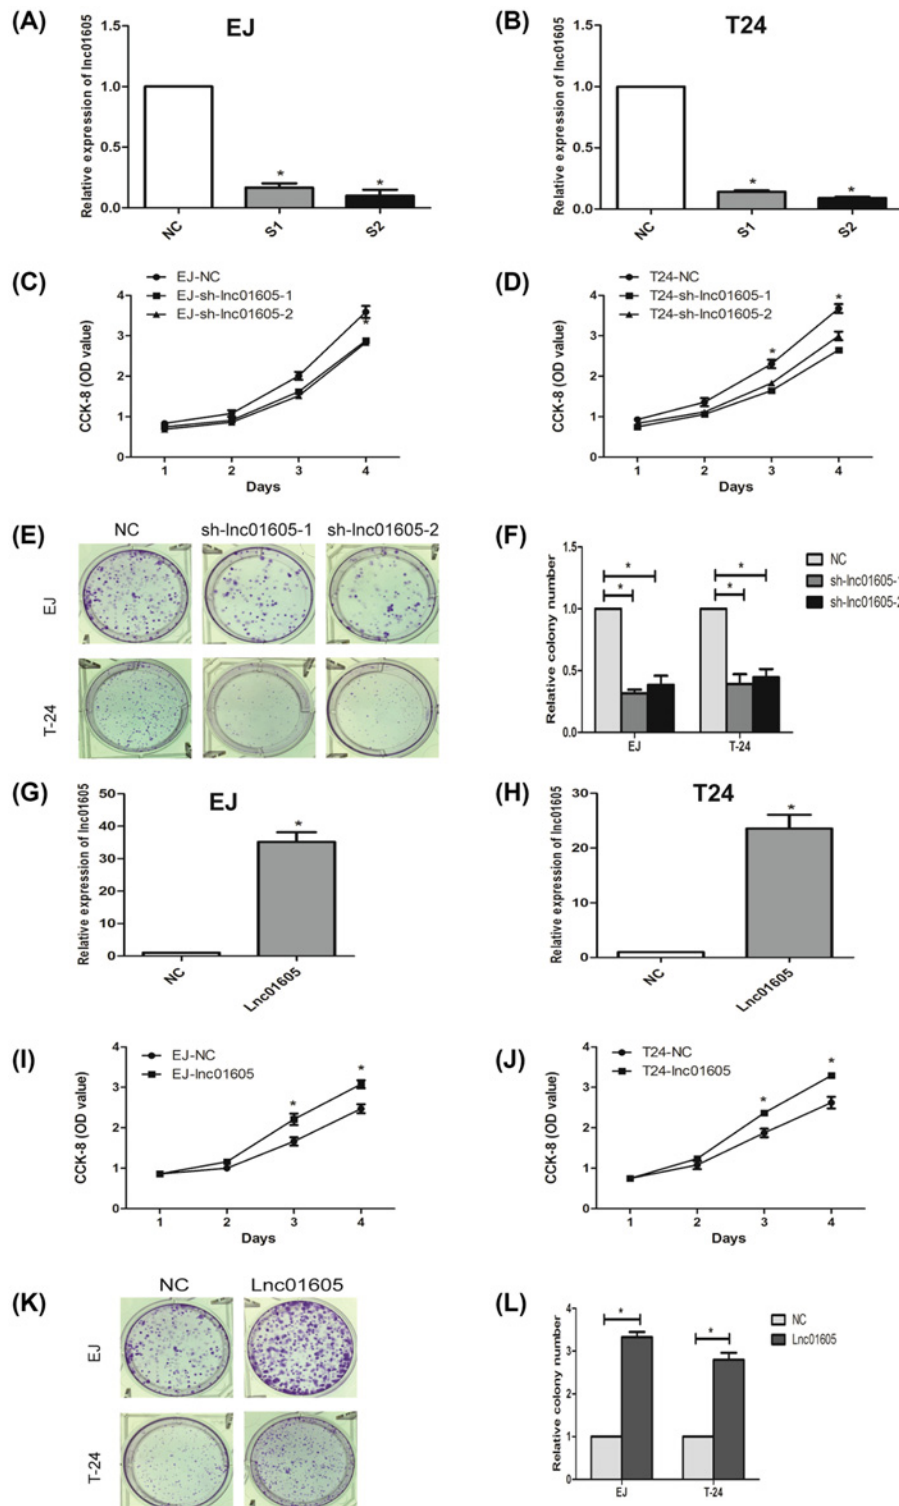 (A)
EJ
Relative expression of lnc01605
1.5
1.0
0.5
0.0
NC
S1
S2
*
*
(B)
T24
Relative expression of lnc01605
1.5
1.0
0.5
0.0
NC
S1
S2
*
*
(C)
EJ-NC
EJ-sh-lnc01605-1
EJ-sh-lnc01605-2
CCK-8 (OD value)
4
3
2
1
0
*
1 2 3 4
Days
(D)
T24-NC
T24-sh-lnc01605-1
T24-sh-lnc01605-2
CCK-8 (OD value)
4
3
2
1
0
*
*
1 2 3 4
Days
(E)
NC sh-lnc01605-1 sh-lnc01605-2
EJ
T-24
(F)
Relative colony number
1.5
1.0
0.5
0.0
*
*
*
*
EJ T-24
NC
sh-lnc01605-1
sh-lnc01605-2
(G)
EJ
Relative expression of lnc01605
50
40
30
20
10
0
*
NC
Lnc01605
(H)
T24
Relative expression of lnc01605
30
20
10
0
*
NC
Lnc01605
(I)
EJ-NC
EJ-lnc01605
CCK-8 (OD value)
4
3
2
1
0
*
*
1 2 3 4
Days
(J)
T24-NC
T24-lnc01605
CCK-8 (OD value)
4
3
2
1
0
*
*
1 2 3 4
Days
(K)
NC Lnc01605
EJ
T-24
(L)
Relative colony number
4
3
2
1
0
*
*
EJ T-24
NC
Lnc01605